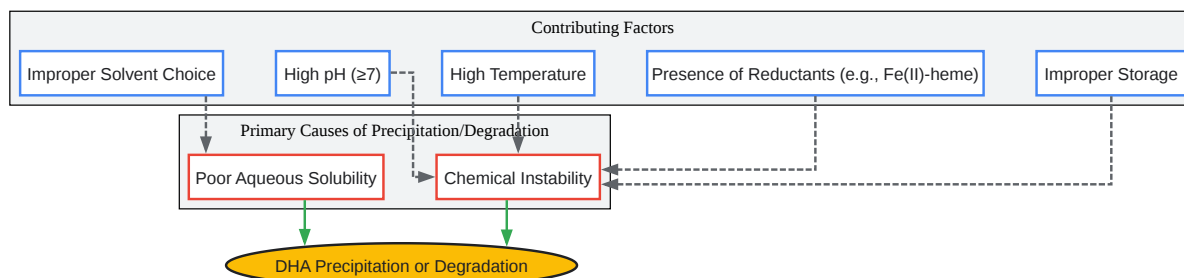 Contributing Factors
Improper Solvent Choice
High pH (≥7)
High Temperature
Presence of Reductants (e.g., Fe(II)-heme)
Improper Storage
Primary Causes of Precipitation/Degradation
Poor Aqueous Solubility
Chemical Instability
DHA Precipitation or Degradation